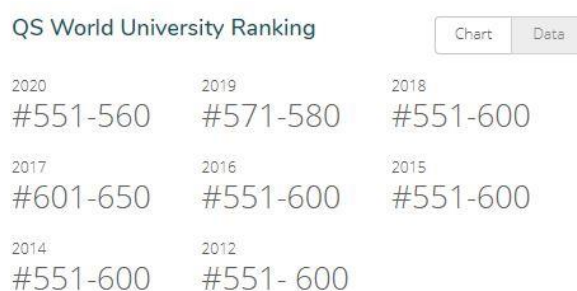 QS World University Ranking
Chart Data
2020 2019 2018
#551-560 #571-580 #551-600
2017 2016 2015
#601-650 #551-600 #551-600
2014 2012
#551-600 #551- 600